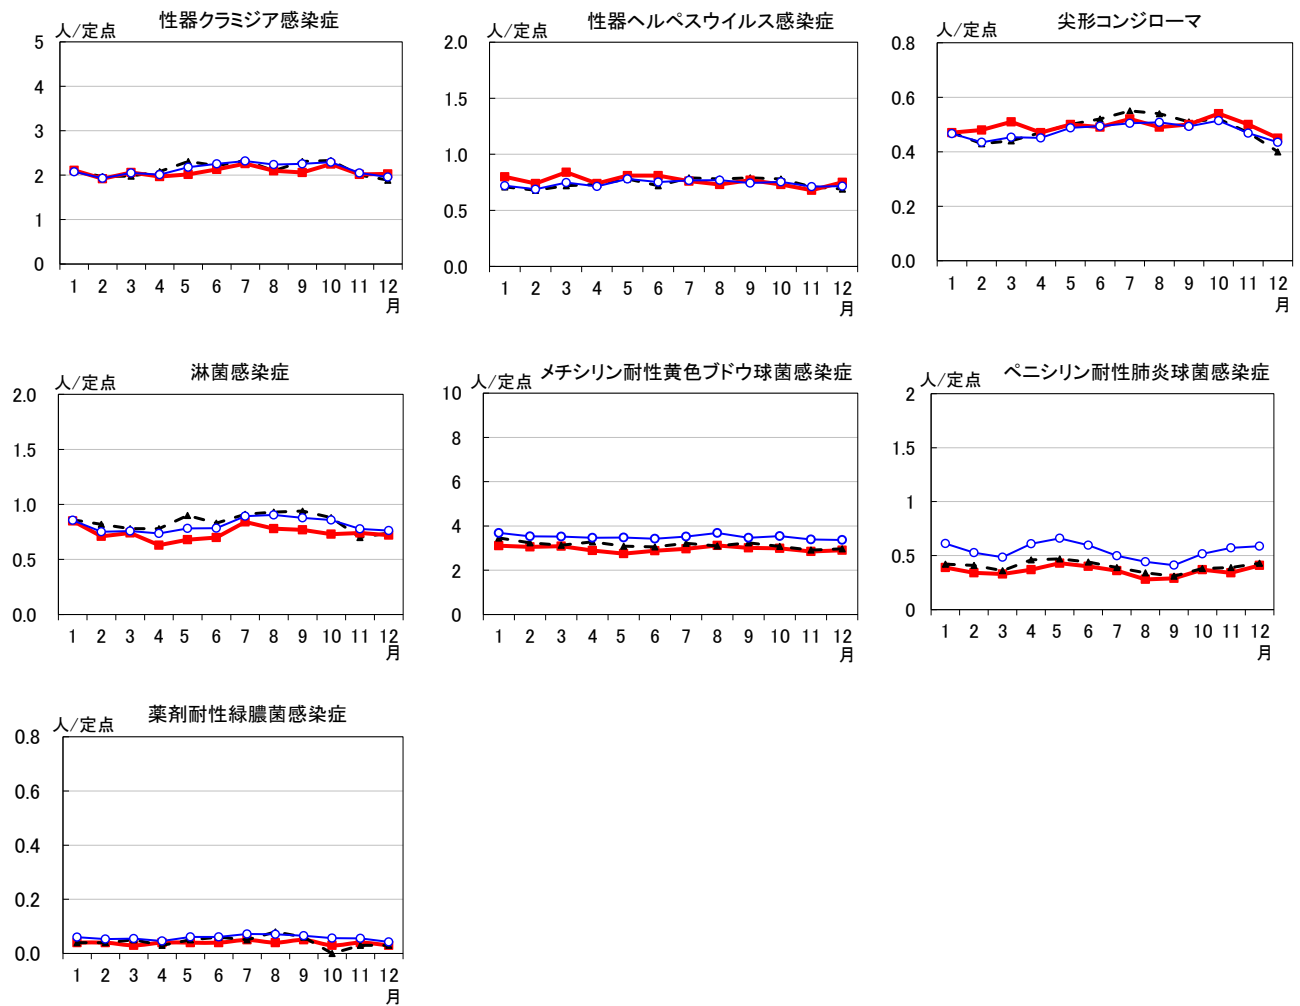 性器クラミジア感染症
人/定点
5
4
3
2
1
0
1 2 3 4 5 6 7 8 9 10 11 12
月
性器ヘルペスウイルス感染症
人/定点
2.0
1.5
1.0
0.5
0.0
1 2 3 4 5 6 7 8 9 10 11 12
月
尖形コンジローマ
人/定点
0.8
0.6
0.4
0.2
0.0
1 2 3 4 5 6 7 8 9 10 11 12
月
淋菌感染症
人/定点
2.0
1.5
1.0
0.5
0.0
1 2 3 4 5 6 7 8 9 10 11 12
月
メチシリン耐性黄色ブドウ球菌感染症
人/定点
10
8
6
4
2
0
1 2 3 4 5 6 7 8 9 10 11 12
月
ペニシリン耐性肺炎球菌感染症
人/定点
2
1.5
1
0.5
0
1 2 3 4 5 6 7 8 9 10 11 12
月
薬剤耐性緑膿菌感染症
人/定点
0.8
0.6
0.4
0.2
0.0
1 2 3 4 5 6 7 8 9 10 11 12
月